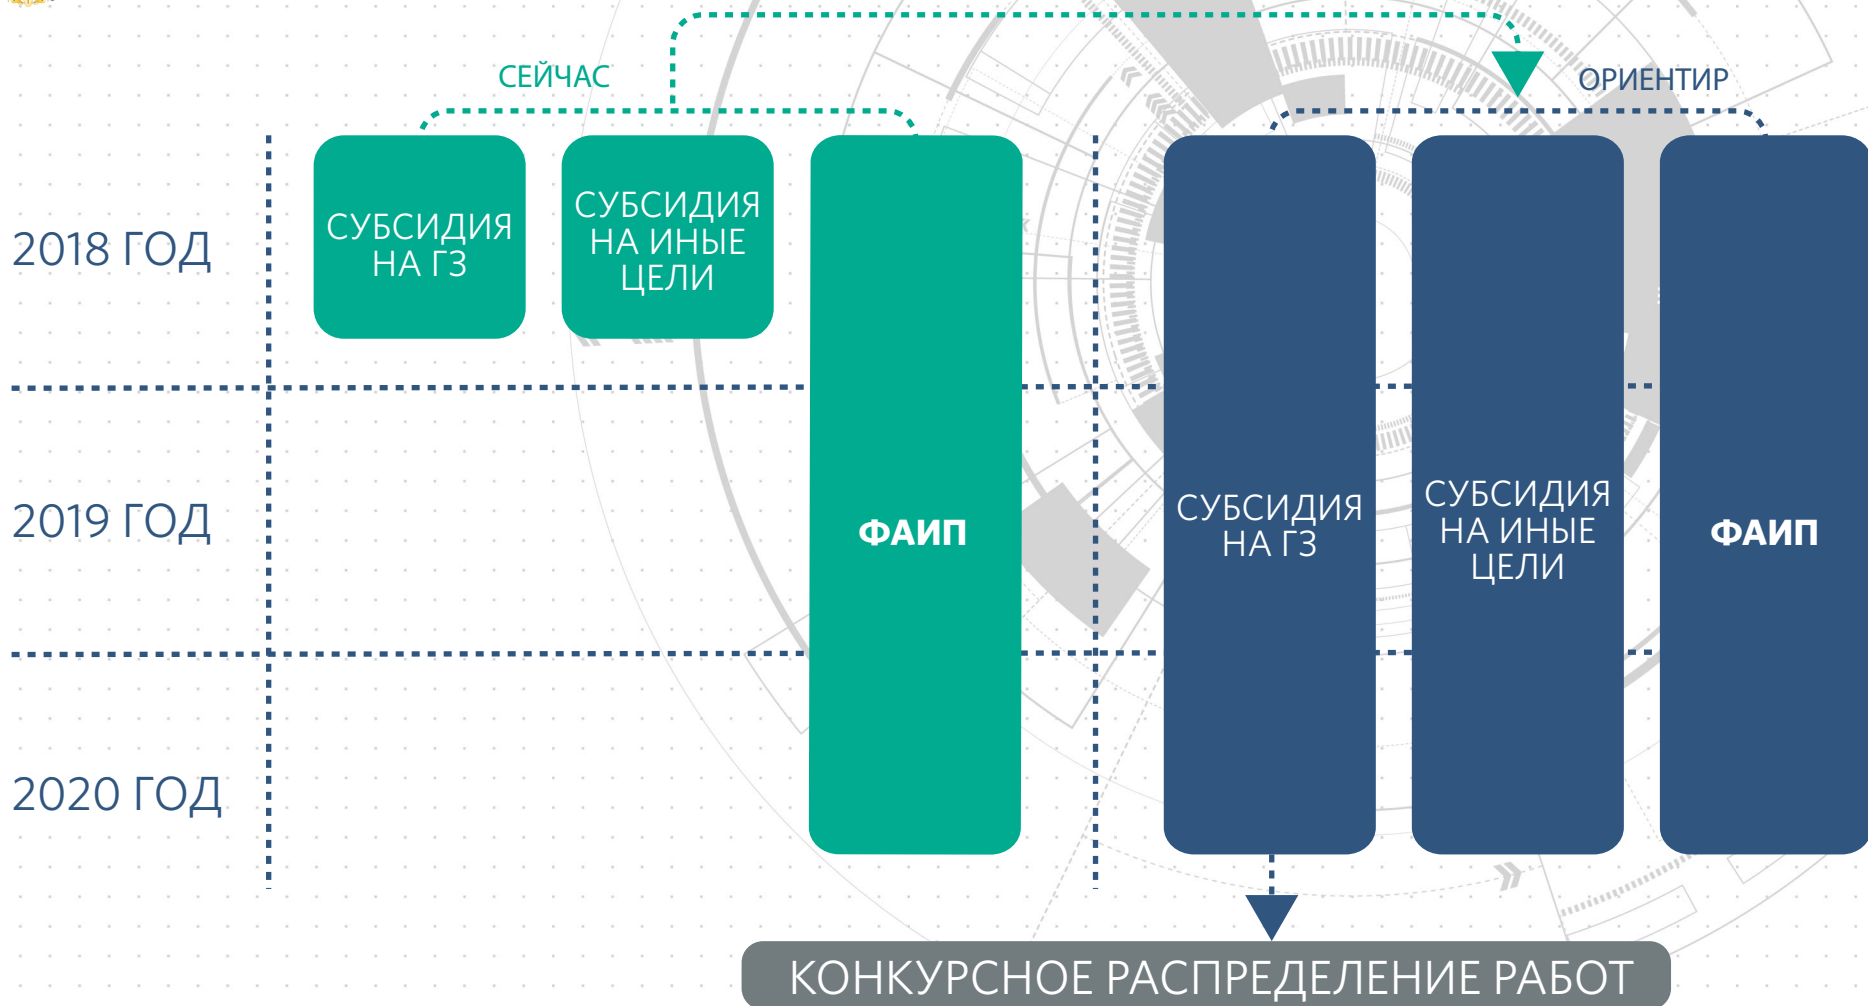 СЕЙЧАС
ОРИЕНТИР
2018 ГОД
СУБСИДИЯ
НА ГЗ
СУБСИДИЯ
НА ИНЫЕ
ЦЕЛИ
2019 ГОД
ФАИП
СУБСИДИЯ
НА ГЗ
СУБСИДИЯ
НА ИНЫЕ
ЦЕЛИ
ФАИП
2020 ГОД
КОНКУРСНОЕ РАСПРЕДЕЛЕНИЕ РАБОТ